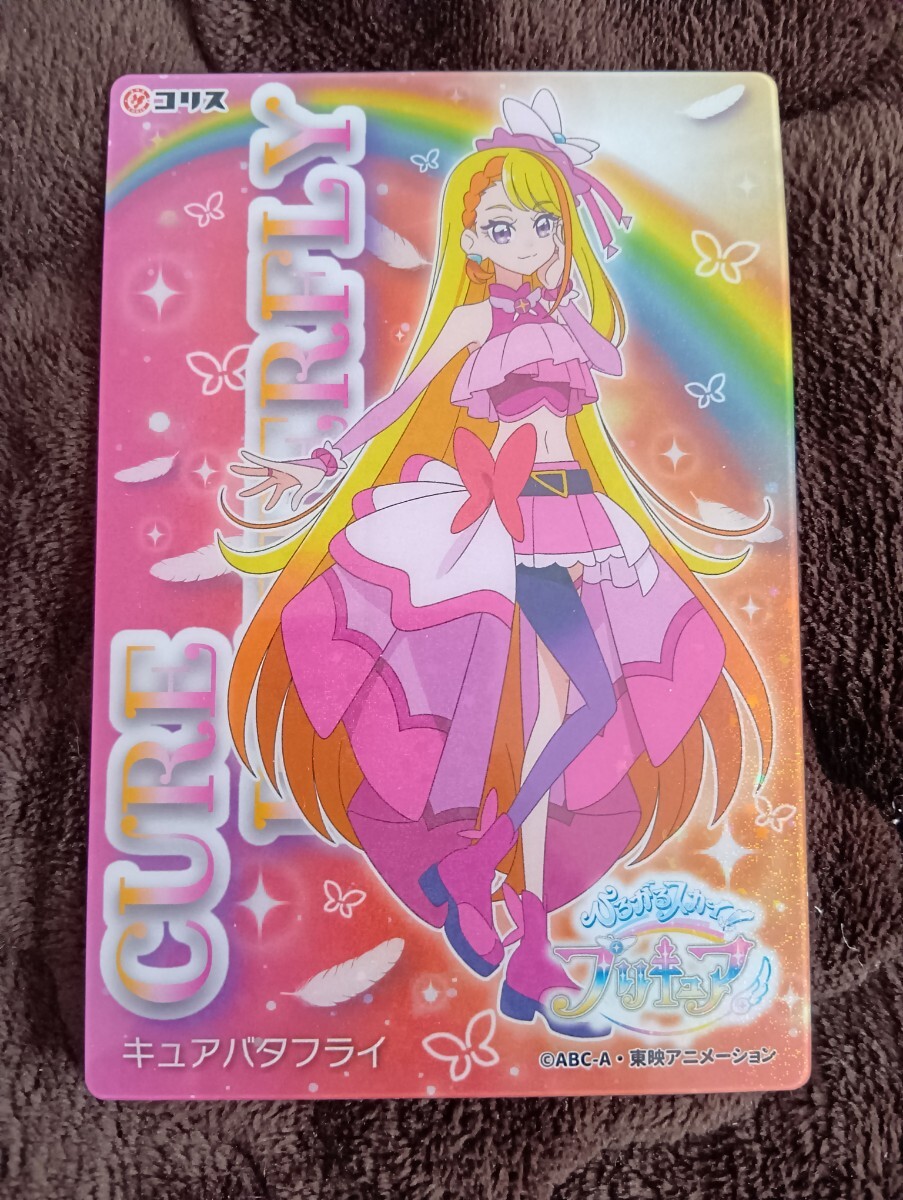 コリス
CURE
ERFLY
ひろがるスカイ!
プリキュア
キュアバタフライ
©ABC-A・東映アニメーション